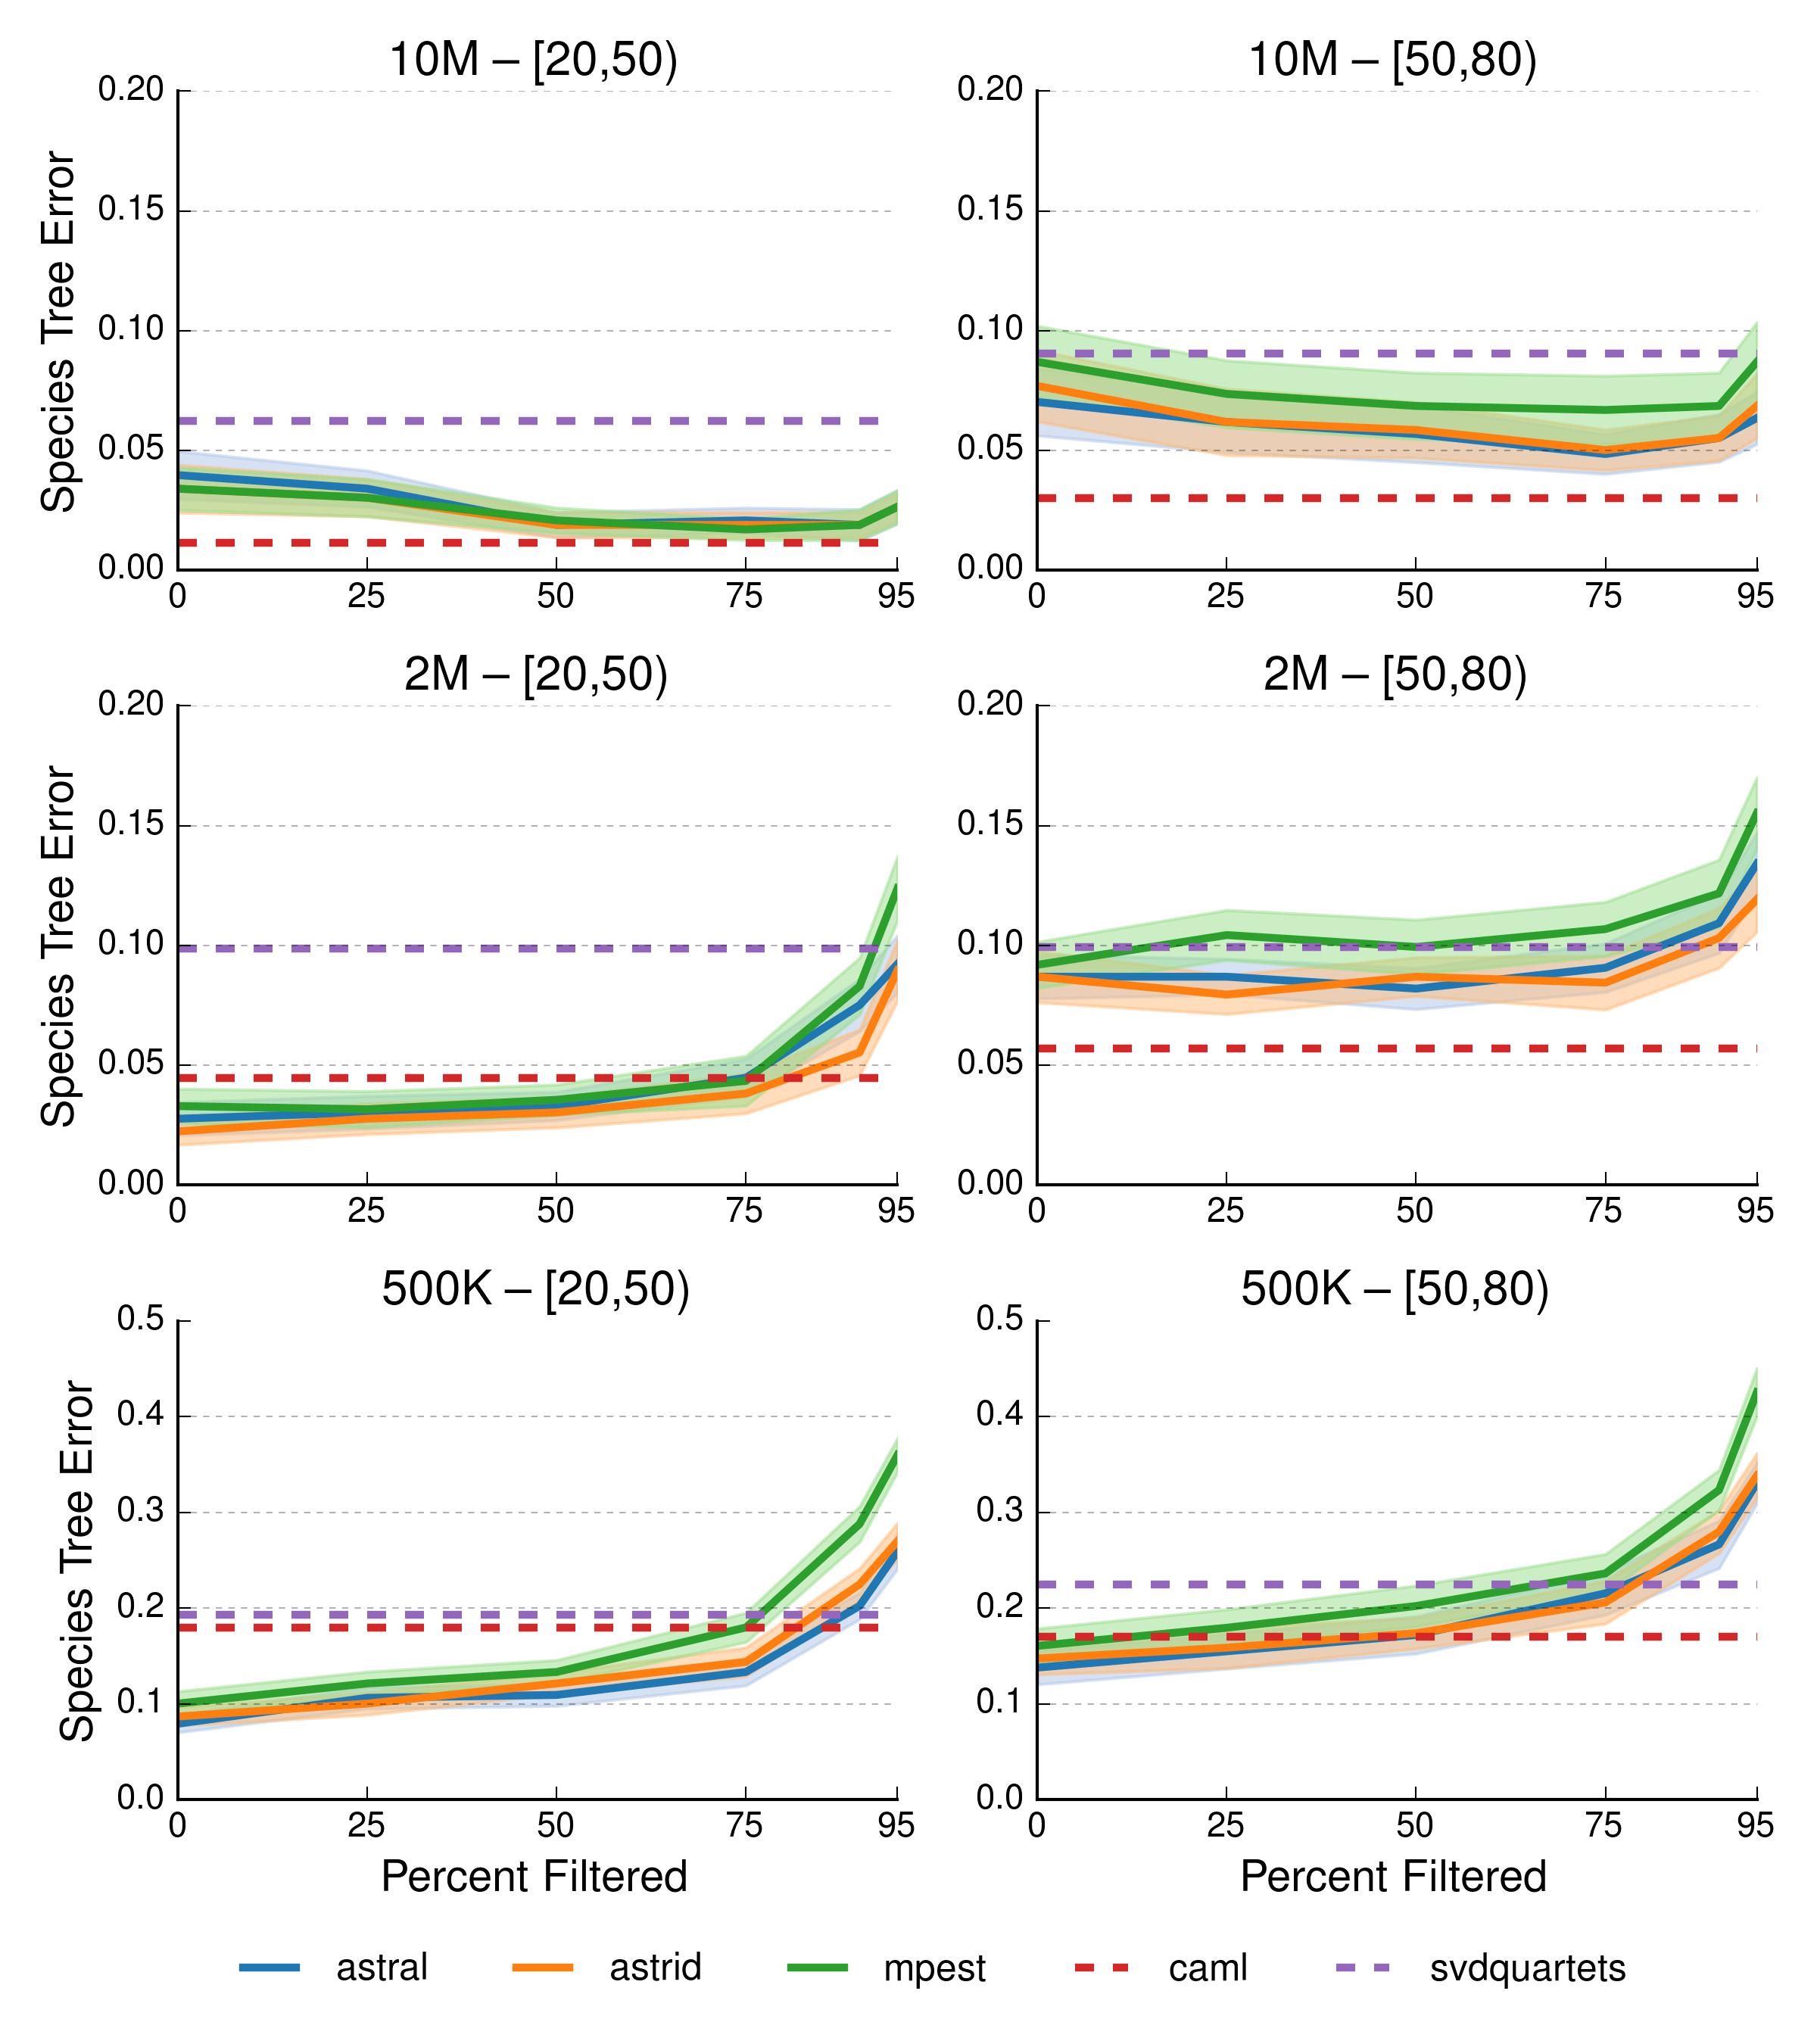 10M – [20,50)
10M – [50,80)
0.20
0.15
0.10
0.05
0.00
Species Tree Error
0 25 50 75 95
0.20
0.15
0.10
0.05
0.00
0 25 50 75 95
2M – [20,50)
2M – [50,80)
0.20
0.15
0.10
0.05
0.00
Species Tree Error
0 25 50 75 95
0.20
0.15
0.10
0.05
0.00
0 25 50 75 95
500K – [20,50)
500K – [50,80)
0.5
0.4
0.3
0.2
0.1
0.0
Species Tree Error
0 25 50 75 95
Percent Filtered
0.5
0.4
0.3
0.2
0.1
0.0
0 25 50 75 95
Percent Filtered
astral astrid mpest caml svdquartets